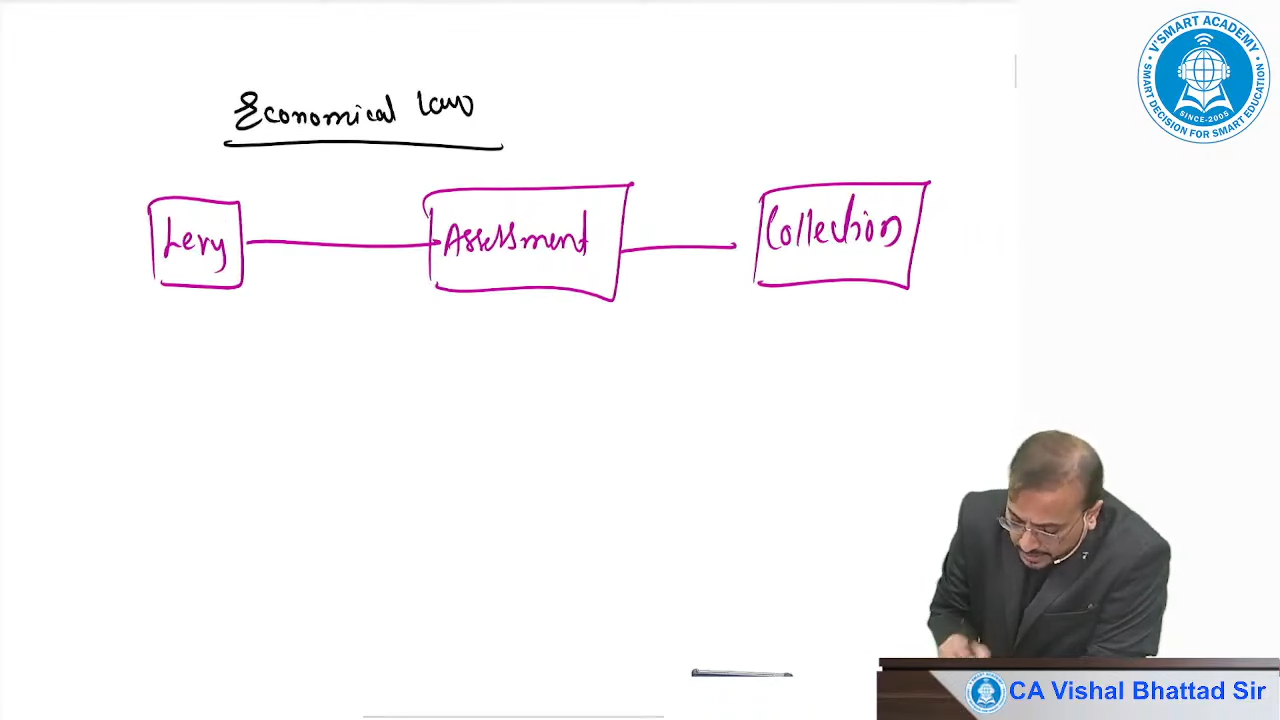 V'SMART ACADEMY
SMART DECISION FOR SMART EDUCATION
SINCE-2005
Economical law
Levy
Assessment
Collection
CA Vishal Bhattad Sir